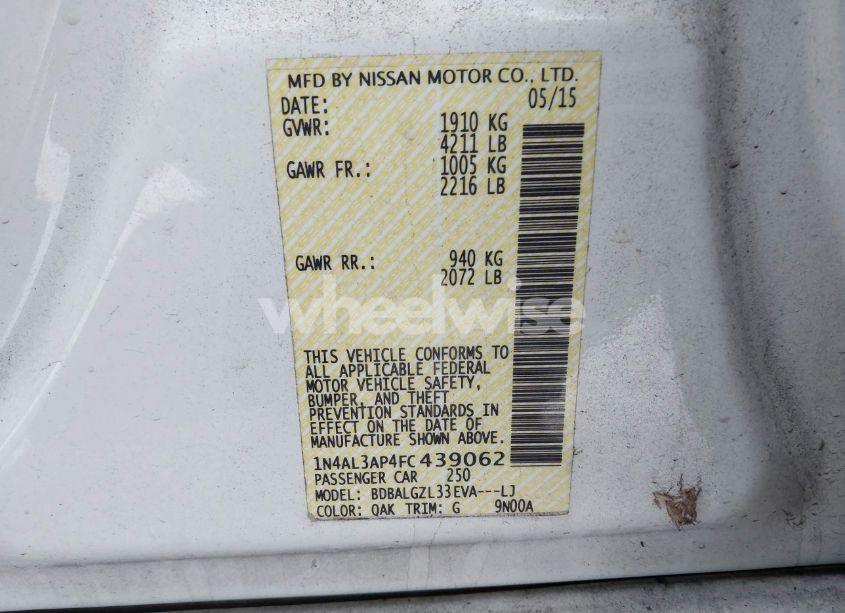 MFD BY NISSAN MOTOR CO., LTD.
DATE: 05/15
GVWR: 1910 KG
4211 LB
GAWR FR.: 1005 KG
2216 LB
GAWR RR.: 940 KG
2072 LB
wheelwise
THIS VEHICLE CONFORMS TO
ALL APPLICABLE FEDERAL
MOTOR VEHICLE SAFETY,
BUMPER, AND THEFT
PREVENTION STANDARDS IN
EFFECT ON THE DATE OF
MANUFACTURE SHOWN ABOVE.
1N4AL3AP4FC439062
PASSENGER CAR 250
MODEL: BDBALGZL33EVA---LJ
COLOR: QAK TRIM: G 9N00A